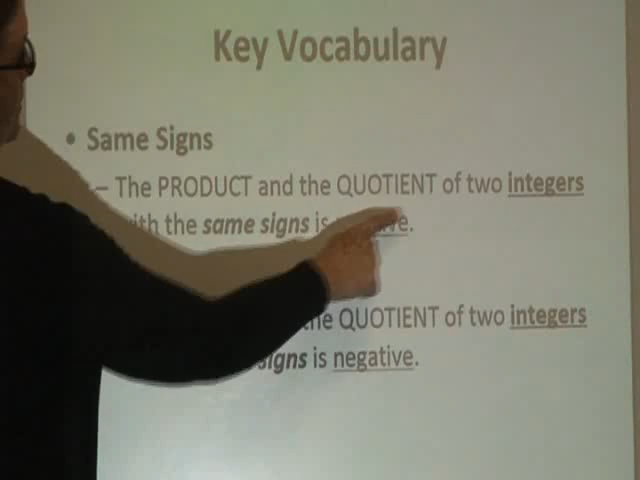 Key Vocabulary
• Same Signs
– The PRODUCT and the QUOTIENT of two integers
with the same signs is
the QUOTIENT of two integers
signs is negative.